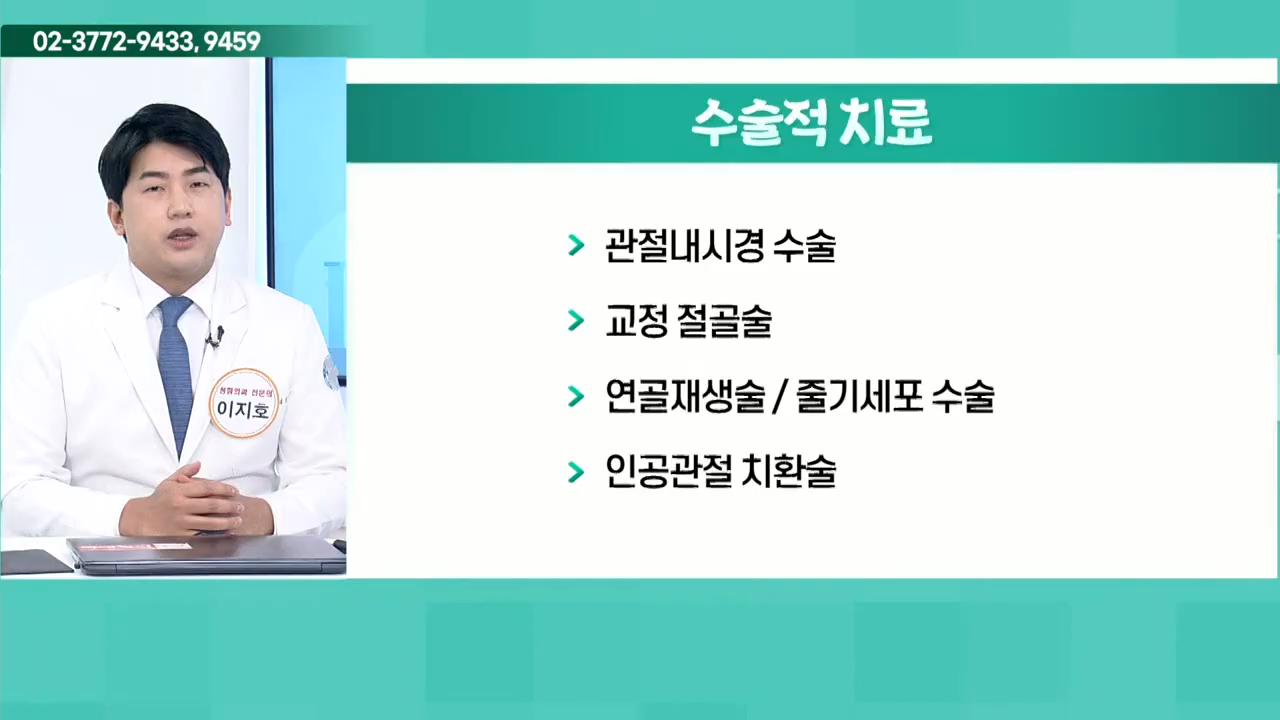 02-3772-9433, 9459
수술적 치료
관절내시경 수술
교정 절골술
연골재생술 / 줄기세포 수술
인공관절 치환술
정형외과 전문의
이지호